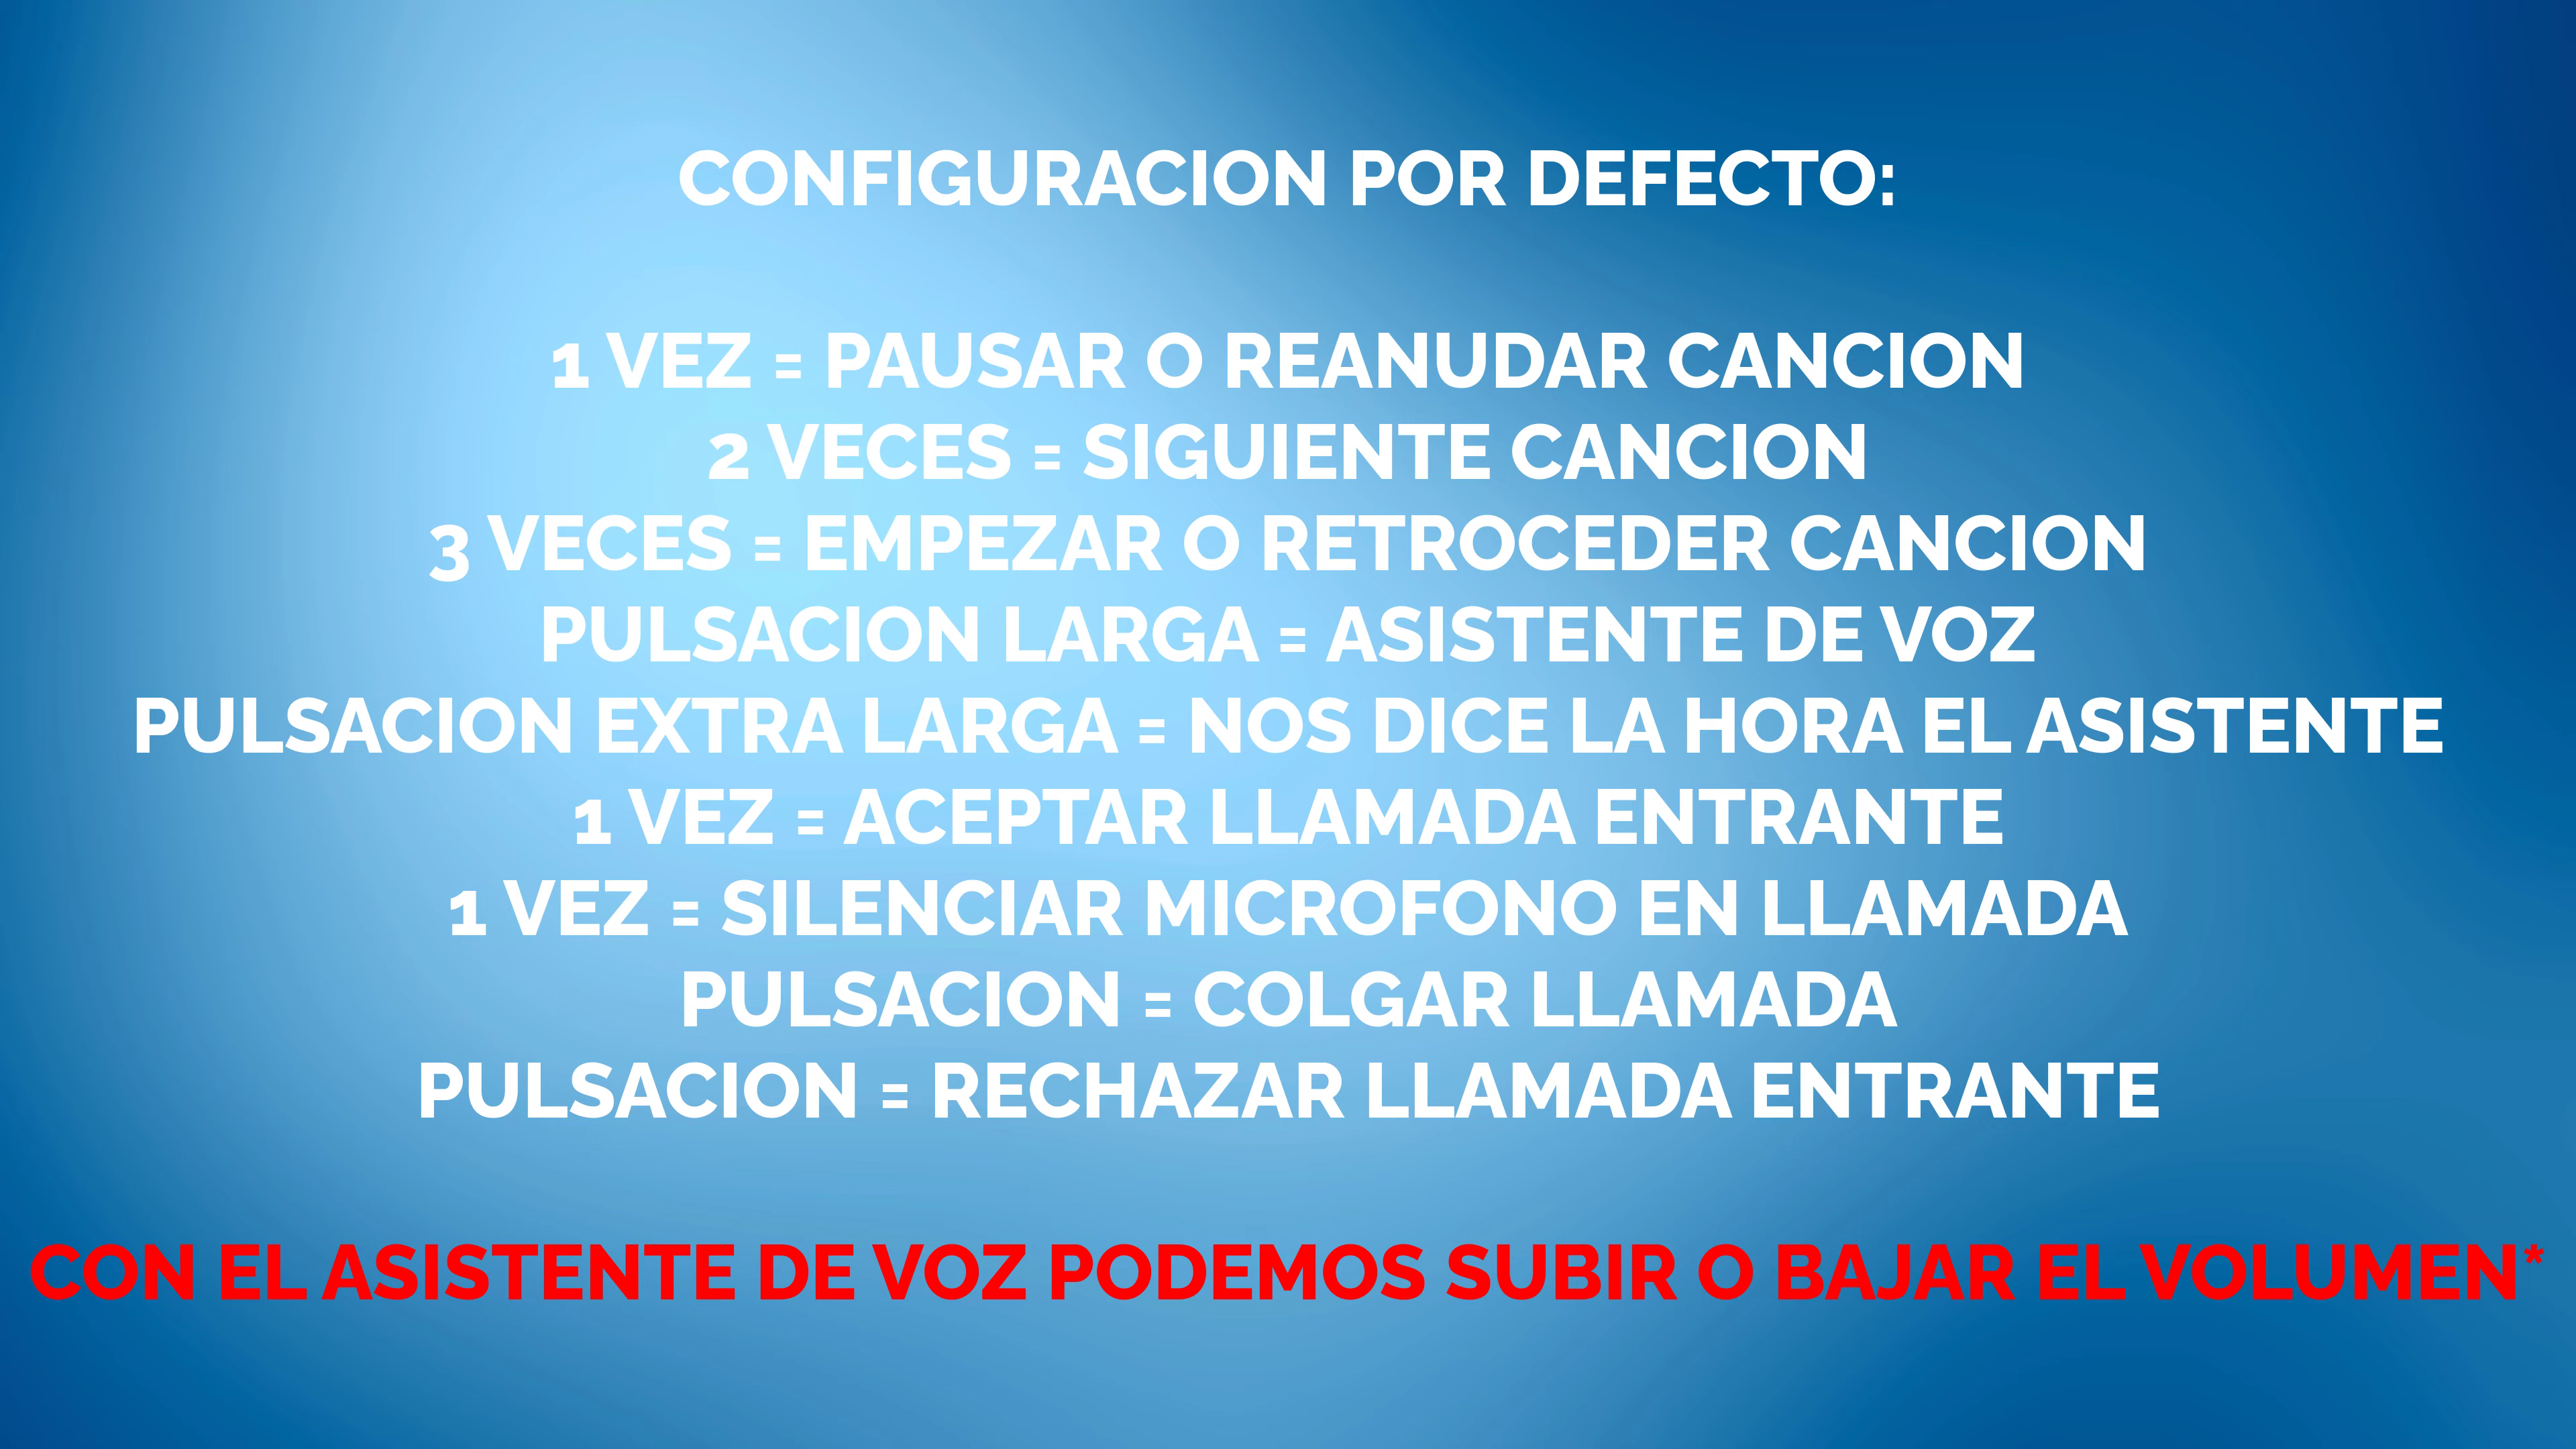 CONFIGURACION POR DEFECTO:
1 VEZ = PAUSAR O REANUDAR CANCION
2 VECES = SIGUIENTE CANCION
3 VECES = EMPEZAR O RETROCEDER CANCION
PULSACION LARGA = ASISTENTE DE VOZ
PULSACION EXTRA LARGA = NOS DICE LA HORA EL ASISTENTE
1 VEZ = ACEPTAR LLAMADA ENTRANTE
1 VEZ = SILENCIAR MICROFONO EN LLAMADA
PULSACION = COLGAR LLAMADA
PULSACION = RECHAZAR LLAMADA ENTRANTE
CON EL ASISTENTE DE VOZ PODEMOS SUBIR O BAJAR EL VOLUMEN*